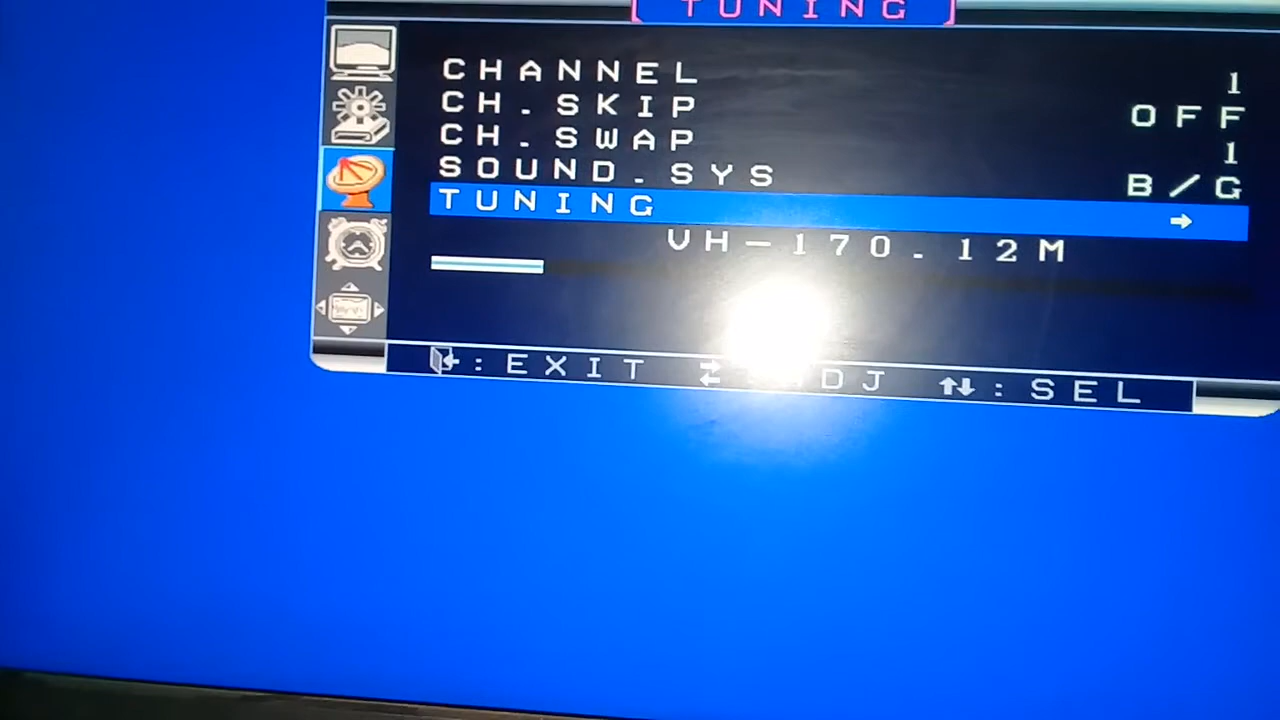 [ TUNING ]
CHANNEL 1
CH. SKIP OFF
CH. SWAP 1
SOUND. SYS B/G
TUNING →
VH-170.12M
: EXIT : DJ : SEL